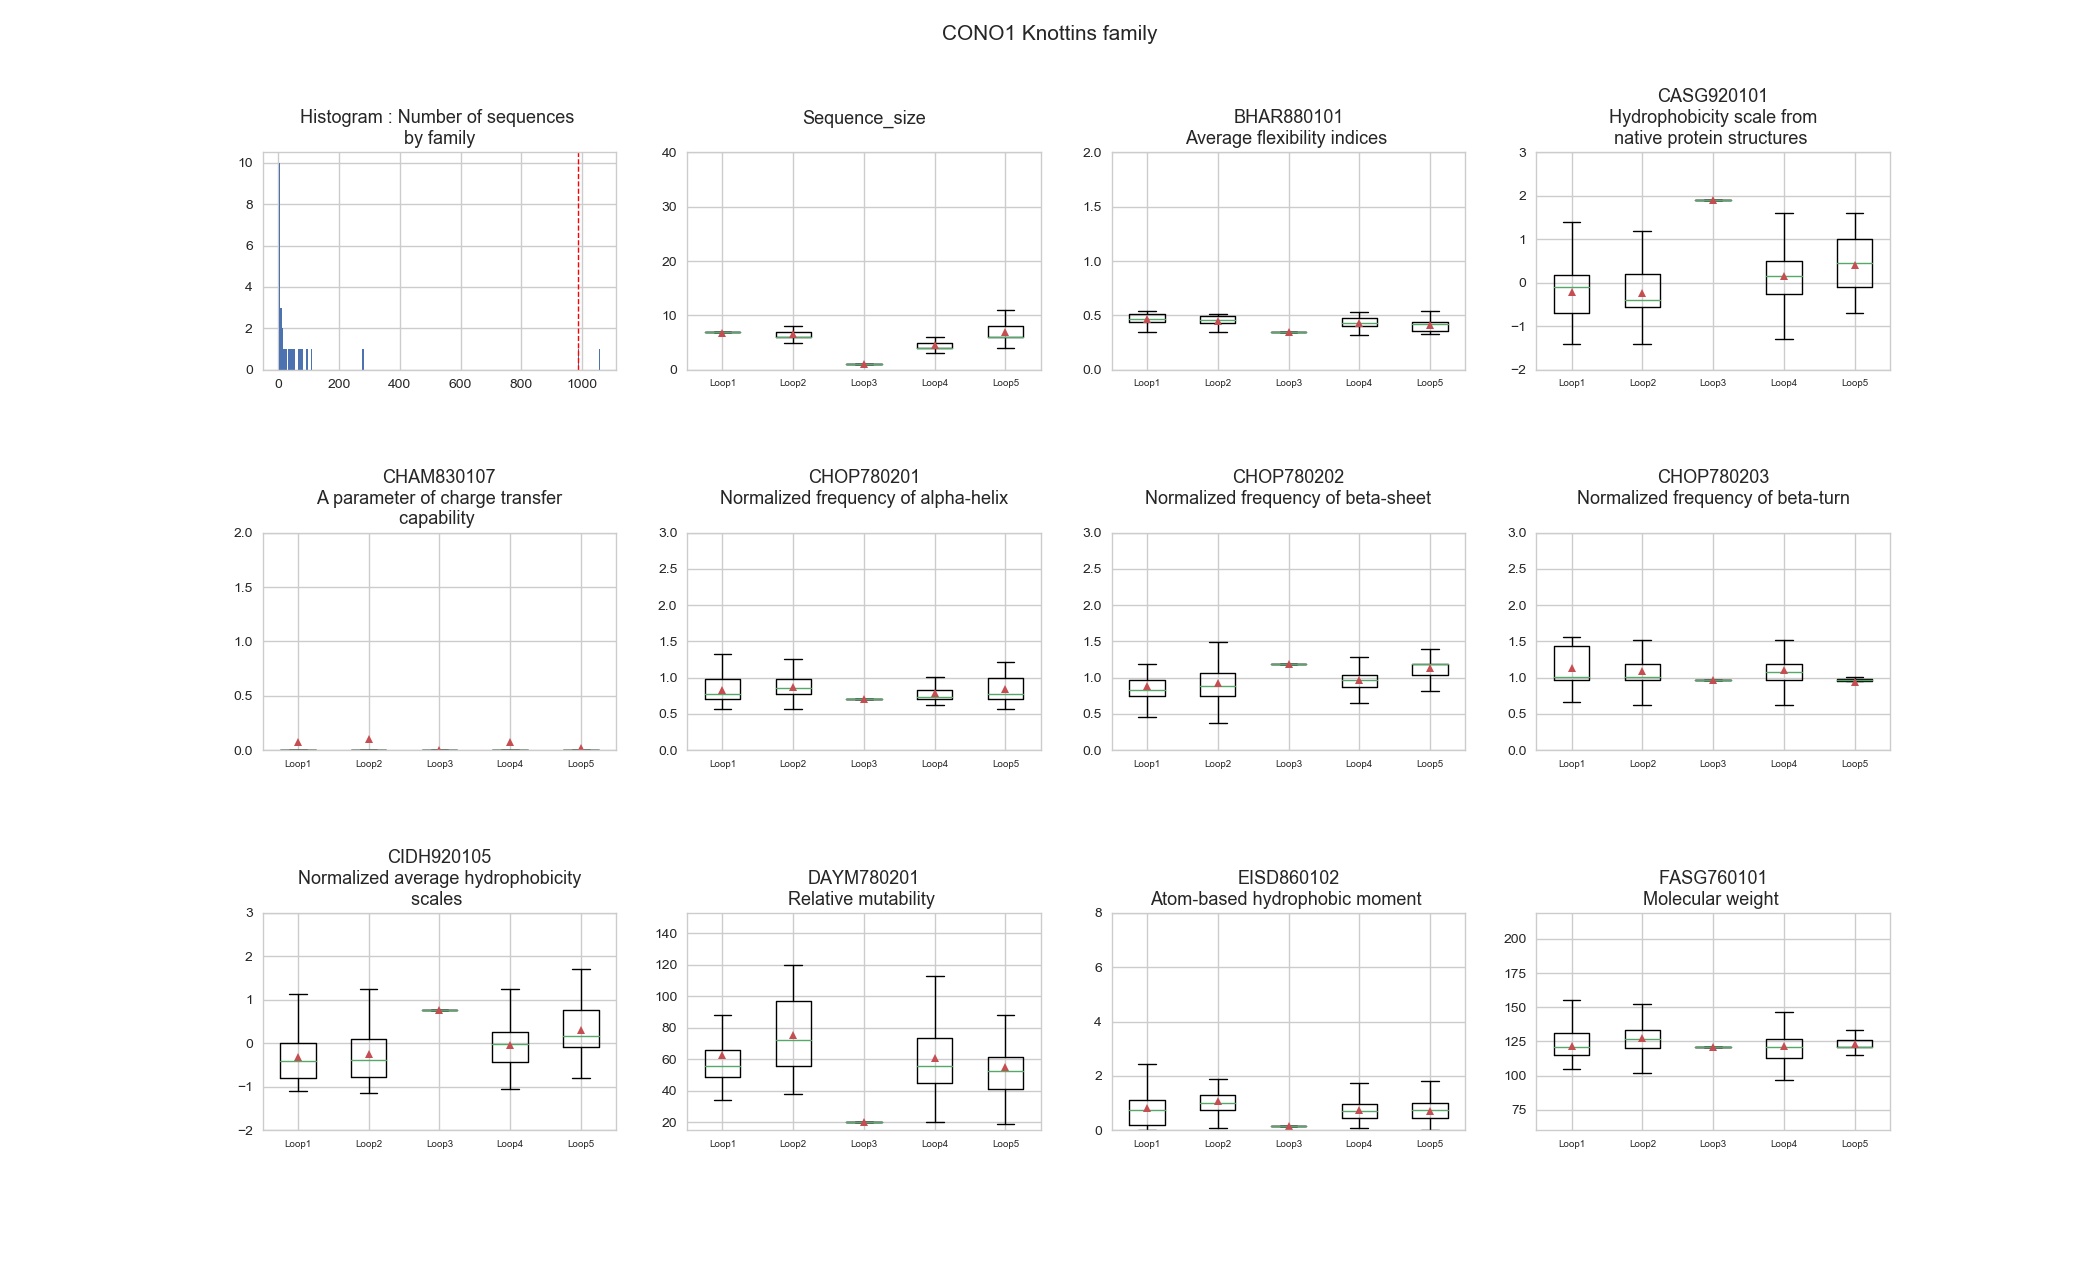 CONO1 Knottins family
Histogram : Number of sequences
by family
10
8
6
4
2
0
0 200 400 600 800 1000
Sequence_size
40
30
20
10
0
Loop1 Loop2 Loop3 Loop4 Loop5
BHAR880101
Average flexibility indices
2.0
1.5
1.0
0.5
0.0
Loop1 Loop2 Loop3 Loop4 Loop5
CASG920101
Hydrophobicity scale from
native protein structures
3
2
1
0
−1
−2
Loop1 Loop2 Loop3 Loop4 Loop5
CHAM830107
A parameter of charge transfer
capability
2.0
1.5
1.0
0.5
0.0
Loop1 Loop2 Loop3 Loop4 Loop5
CHOP780201
Normalized frequency of alpha-helix
3.0
2.5
2.0
1.5
1.0
0.5
0.0
Loop1 Loop2 Loop3 Loop4 Loop5
CHOP780202
Normalized frequency of beta-sheet
3.0
2.5
2.0
1.5
1.0
0.5
0.0
Loop1 Loop2 Loop3 Loop4 Loop5
CHOP780203
Normalized frequency of beta-turn
3.0
2.5
2.0
1.5
1.0
0.5
0.0
Loop1 Loop2 Loop3 Loop4 Loop5
CIDH920105
Normalized average hydrophobicity
scales
3
2
1
0
−1
−2
Loop1 Loop2 Loop3 Loop4 Loop5
DAYM780201
Relative mutability
140
120
100
80
60
40
20
Loop1 Loop2 Loop3 Loop4 Loop5
EISD860102
Atom-based hydrophobic moment
8
6
4
2
0
Loop1 Loop2 Loop3 Loop4 Loop5
FASG760101
Molecular weight
200
175
150
125
100
75
Loop1 Loop2 Loop3 Loop4 Loop5